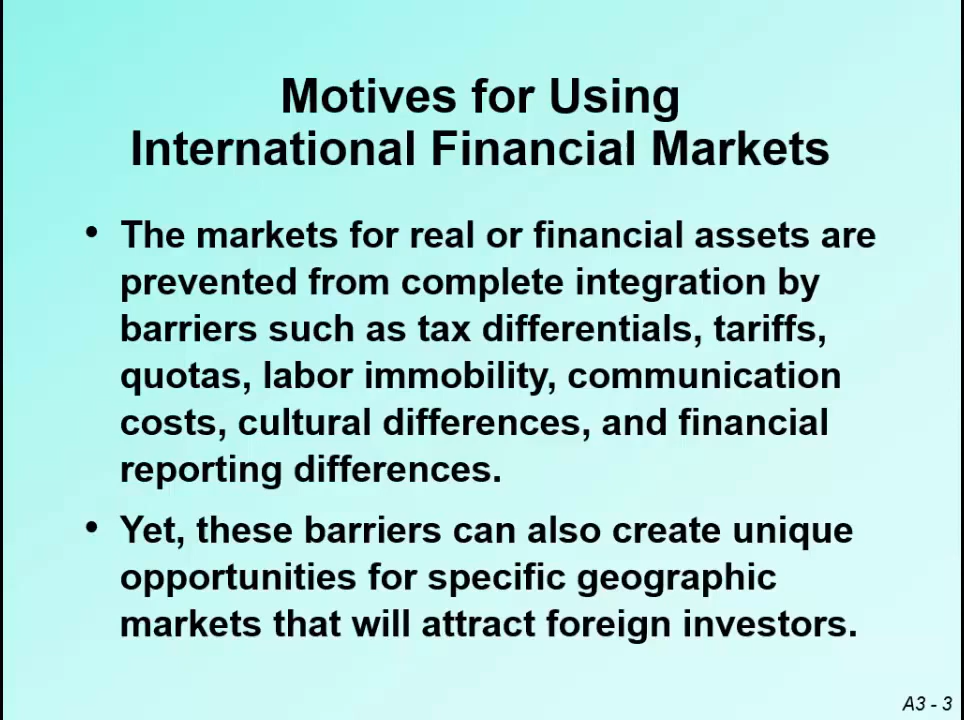 Motives for Using
International Financial Markets
• The markets for real or financial assets are
prevented from complete integration by
barriers such as tax differentials, tariffs,
quotas, labor immobility, communication
costs, cultural differences, and financial
reporting differences.
• Yet, these barriers can also create unique
opportunities for specific geographic
markets that will attract foreign investors.
A3 - 3